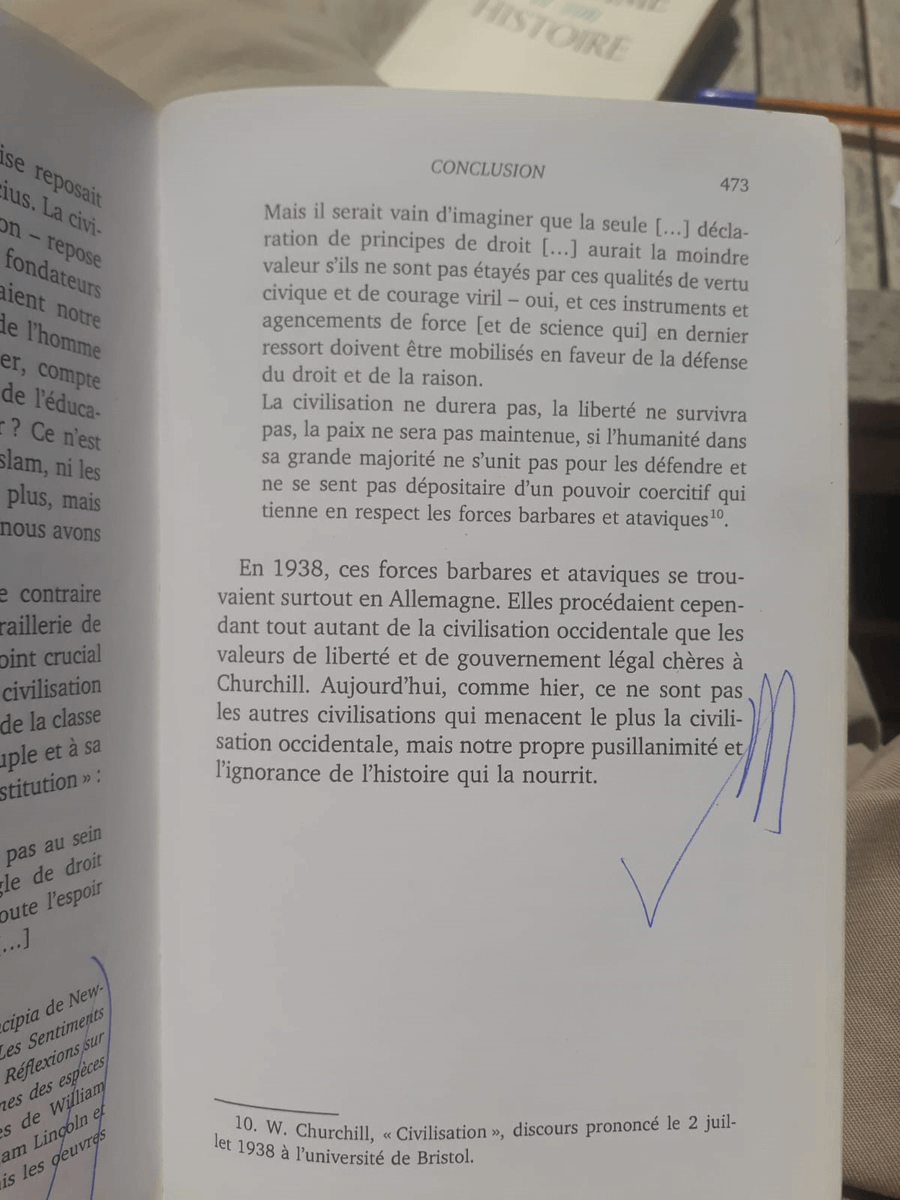 HISTOIRE
ise reposait
cius. La civi-
on – repose
fondateurs
aient notre
de l'homme
er, compte
de l'éduca-
r ? Ce n'est
slam, ni les
plus, mais
nous avons
e contraire
raillerie de
oint crucial
civilisation
de la classe
uple et à sa
stitution » :
pas au sein
gle de droit
oute l'espoir
[…]
ncipia de New-
Les Sentiments
Réflexions sur
nes des espèces
es de William
am Lincoln et
is les œuvres
CONCLUSION
473
Mais il serait vain d'imaginer que la seule […] décla-
ration de principes de droit […] aurait la moindre
valeur s'ils ne sont pas étayés par ces qualités de vertu
civique et de courage viril – oui, et ces instruments et
agencements de force [et de science qui] en dernier
ressort doivent être mobilisés en faveur de la défense
du droit et de la raison.
La civilisation ne durera pas, la liberté ne survivra
pas, la paix ne sera pas maintenue, si l'humanité dans
sa grande majorité ne s'unit pas pour les défendre et
ne se sent pas dépositaire d'un pouvoir coercitif qui
tienne en respect les forces barbares et ataviques¹⁰.
En 1938, ces forces barbares et ataviques se trou-
vaient surtout en Allemagne. Elles procédaient cepen-
dant tout autant de la civilisation occidentale que les
valeurs de liberté et de gouvernement légal chères à
Churchill. Aujourd'hui, comme hier, ce ne sont pas
les autres civilisations qui menacent le plus la civili-
sation occidentale, mais notre propre pusillanimité et
l'ignorance de l'histoire qui la nourrit.
10. W. Churchill, « Civilisation », discours prononcé le 2 juil-
let 1938 à l'université de Bristol.